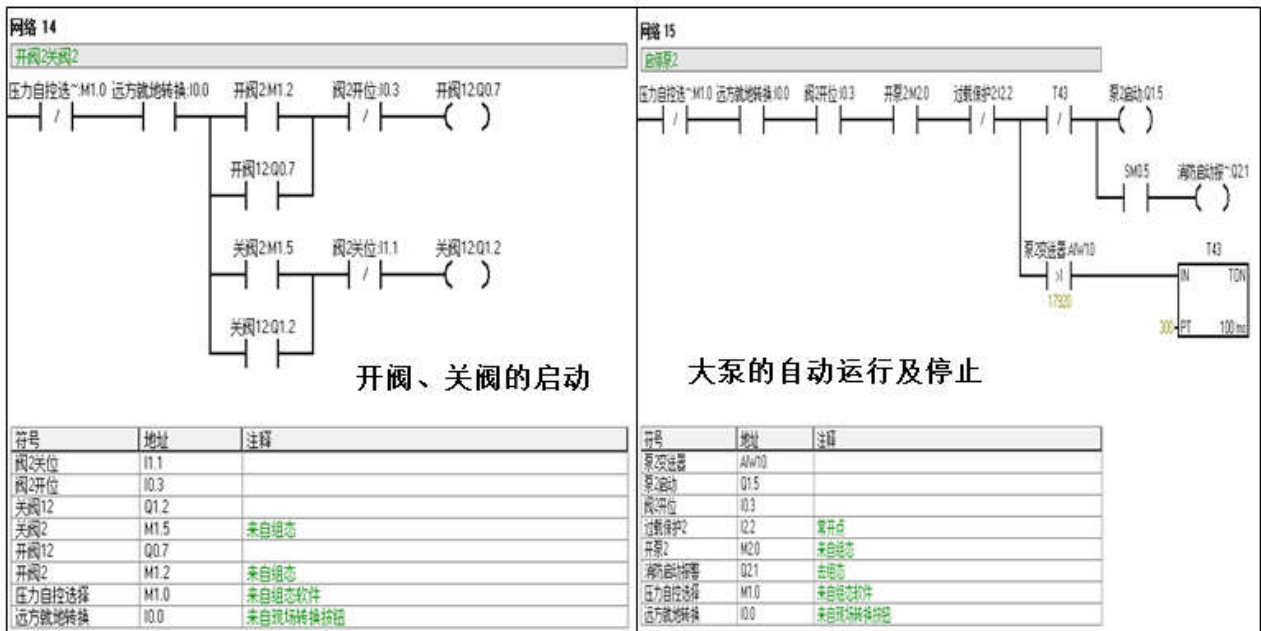 网络 14
开阀2关阀2
压力自控选~:M1.0 远方就地转换:I0.0 开阀2:M1.2 阀2开位:I0.3 开阀12:Q0.7
/ /
开阀12:Q0.7
关阀2:M1.5 阀2关位:I1.1 关阀12:Q1.2
/
关阀12:Q1.2
开阀、关阀的启动
符号 地址 注释
阀2关位 I1.1
阀2开位 I0.3
关阀12 Q1.2
关阀2 M1.5 来自组态
开阀12 Q0.7
开阀2 M1.2 来自组态
压力自控选择 M1.0 来自组态软件
远方就地转换 I0.0 来自现场转换按钮
网络 15
启停泵2
压力自控选~:M1.0 远方就地转换:I0.0 阀2开位:I0.3 开泵2:M2.0 过载保护2:I2.2 T43 泵2启动:Q1.5
/ / /
SM0.5 消防启动报~:Q2.1
泵2变送器:AIW10 T43
>I IN TON
17920
300 PT 100 ms
大泵的自动运行及停止
符号 地址 注释
泵2变送器 AIW10
泵2启动 Q1.5
阀2开位 I0.3
过载保护2 I2.2 常开点
开泵2 M2.0 来自组态
消防启动报警 Q2.1 去组态
压力自控选择 M1.0 来自组态软件
远方就地转换 I0.0 来自现场转换按钮